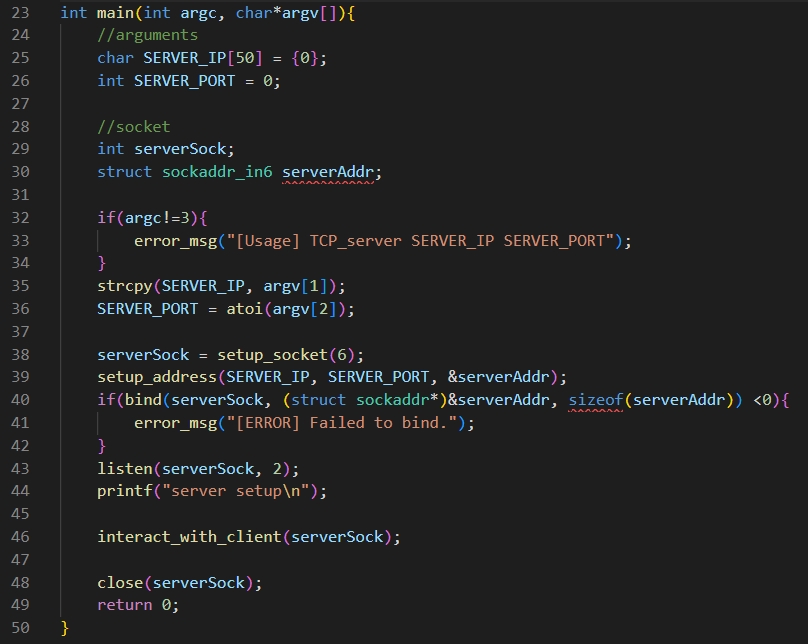 23 int main(int argc, char*argv[]){
24     //arguments
25     char SERVER_IP[50] = {0};
26     int SERVER_PORT = 0;
27
28     //socket
29     int serverSock;
30     struct sockaddr_in6 serverAddr;
31
32     if(argc!=3){
33         error_msg("[Usage] TCP_server SERVER_IP SERVER_PORT");
34     }
35     strcpy(SERVER_IP, argv[1]);
36     SERVER_PORT = atoi(argv[2]);
37
38     serverSock = setup_socket(6);
39     setup_address(SERVER_IP, SERVER_PORT, &serverAddr);
40     if(bind(serverSock, (struct sockaddr*)&serverAddr, sizeof(serverAddr)) <0){
41         error_msg("[ERROR] Failed to bind.");
42     }
43     listen(serverSock, 2);
44     printf("server setup\n");
45
46     interact_with_client(serverSock);
47
48     close(serverSock);
49     return 0;
50 }